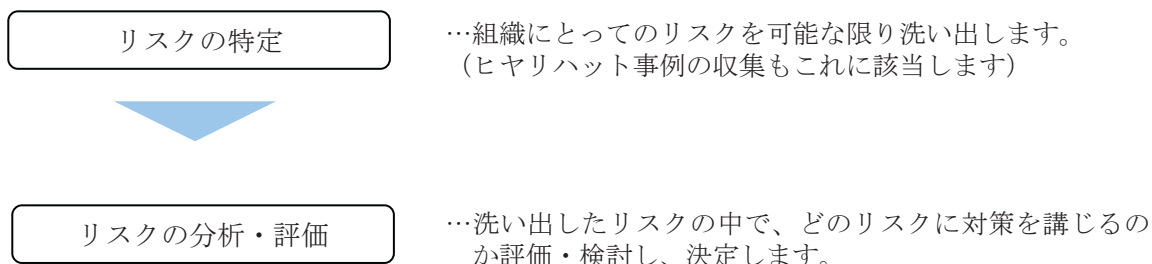 リスクの特定
…組織にとってのリスクを可能な限り洗い出します。
（ヒヤリハット事例の収集もこれに該当します）
リスクの分析・評価
…洗い出したリスクの中で、どのリスクに対策を講じるの
か評価・検討し、決定します。